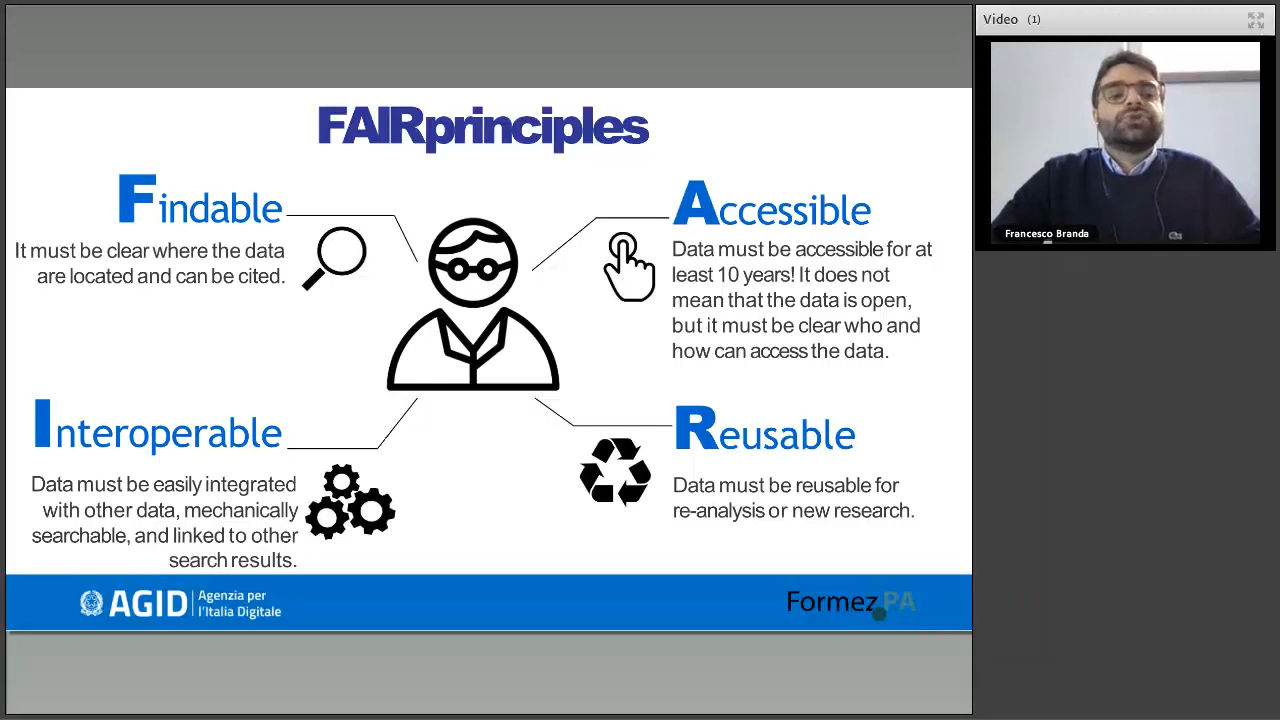 Video (1)
Francesco Branda
FAIRprinciples
Findable
It must be clear where the data
are located and can be cited.
Accessible
Data must be accessible for at
least 10 years! It does not
mean that the data is open,
but it must be clear who and
how can access the data.
Interoperable
Data must be easily integrated
with other data, mechanically
searchable, and linked to other
search results.
Reusable
Data must be reusable for
re-analysis or new research.
AGID
Agenzia per
l'Italia Digitale
Formez PA